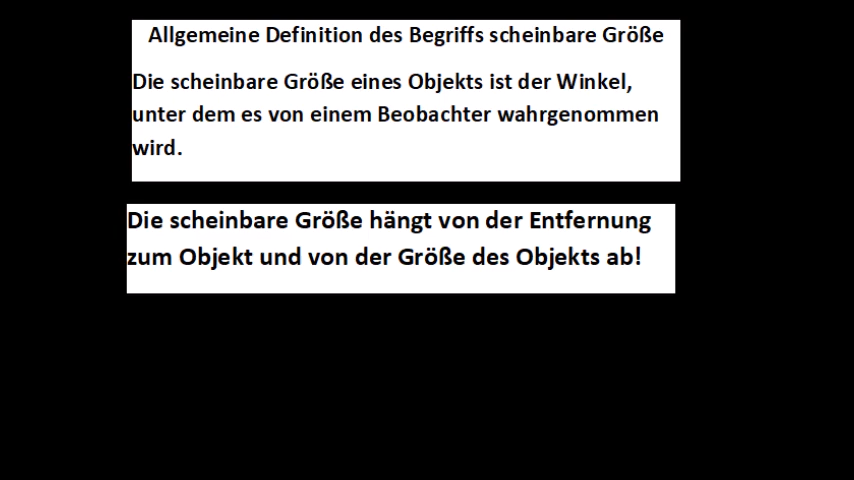 Allgemeine Definition des Begriffs scheinbare Größe
Die scheinbare Größe eines Objekts ist der Winkel,
unter dem es von einem Beobachter wahrgenommen
wird.
Die scheinbare Größe hängt von der Entfernung
zum Objekt und von der Größe des Objekts ab!